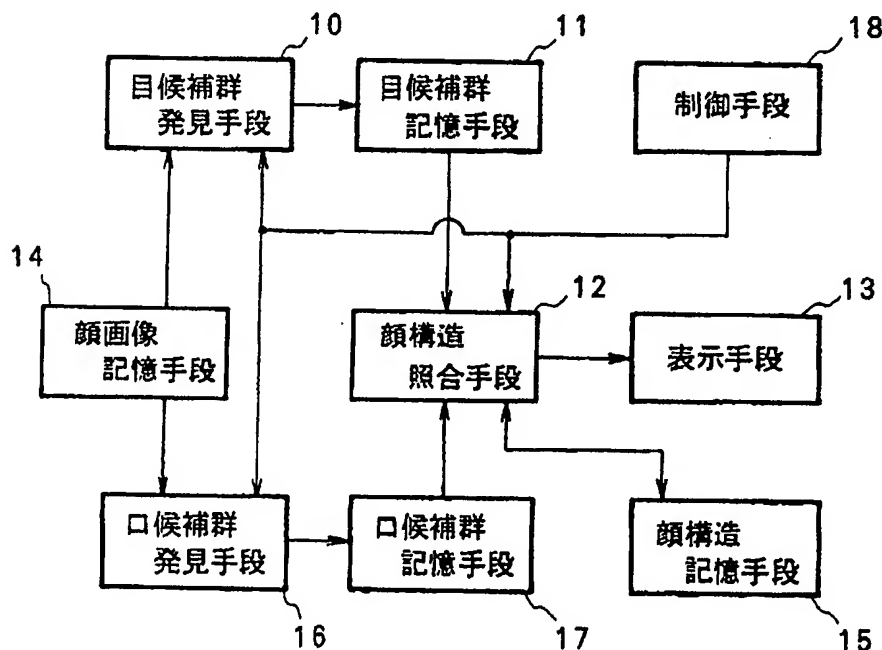 10
11
18
目候補群
発見手段
目候補群
記憶手段
制御手段
14
12
13
顔画像
記憶手段
顔構造
照合手段
表示手段
口候補群
発見手段
口候補群
記憶手段
顔構造
記憶手段
16
17
15